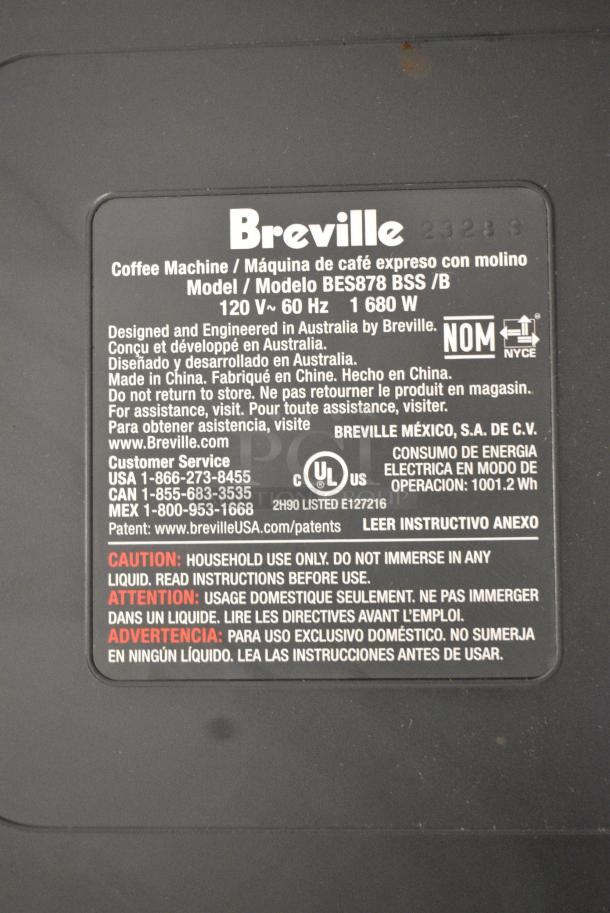 Breville 2328 S
Coffee Machine / Máquina de café expreso con molino
Model / Modelo BES878 BSS /B
120 V~ 60 Hz 1 680 W
Designed and Engineered in Australia by Breville.
Conçu et développé en Australia.
Diseñado y desarrollado en Australia.
Made in China. Fabriqué en Chine. Hecho en China.
Do not return to store. Ne pas retourner le produit en magasin.
For assistance, visit. Pour toute assistance, visiter.
Para obtener asistencia, visite
www.Breville.com
NOM
NYCE
BREVILLE MÉXICO, S.A. DE C.V.
CONSUMO DE ENERGIA
ELECTRICA EN MODO DE
OPERACION: 1001.2 Wh
Customer Service
USA 1-866-273-8455
CAN 1-855-683-3535
MEX 1-800-953-1668
C UL ® US
2H90 LISTED E127216
Patent: www.brevilleUSA.com/patents
LEER INSTRUCTIVO ANEXO
CAUTION: HOUSEHOLD USE ONLY. DO NOT IMMERSE IN ANY
LIQUID. READ INSTRUCTIONS BEFORE USE.
ATTENTION: USAGE DOMESTIQUE SEULEMENT. NE PAS IMMERGER
DANS UN LIQUIDE. LIRE LES DIRECTIVES AVANT L'EMPLOI.
ADVERTENCIA: PARA USO EXCLUSIVO DOMÉSTICO. NO SUMERJA
EN NINGÚN LÍQUIDO. LEA LAS INSTRUCCIONES ANTES DE USAR.